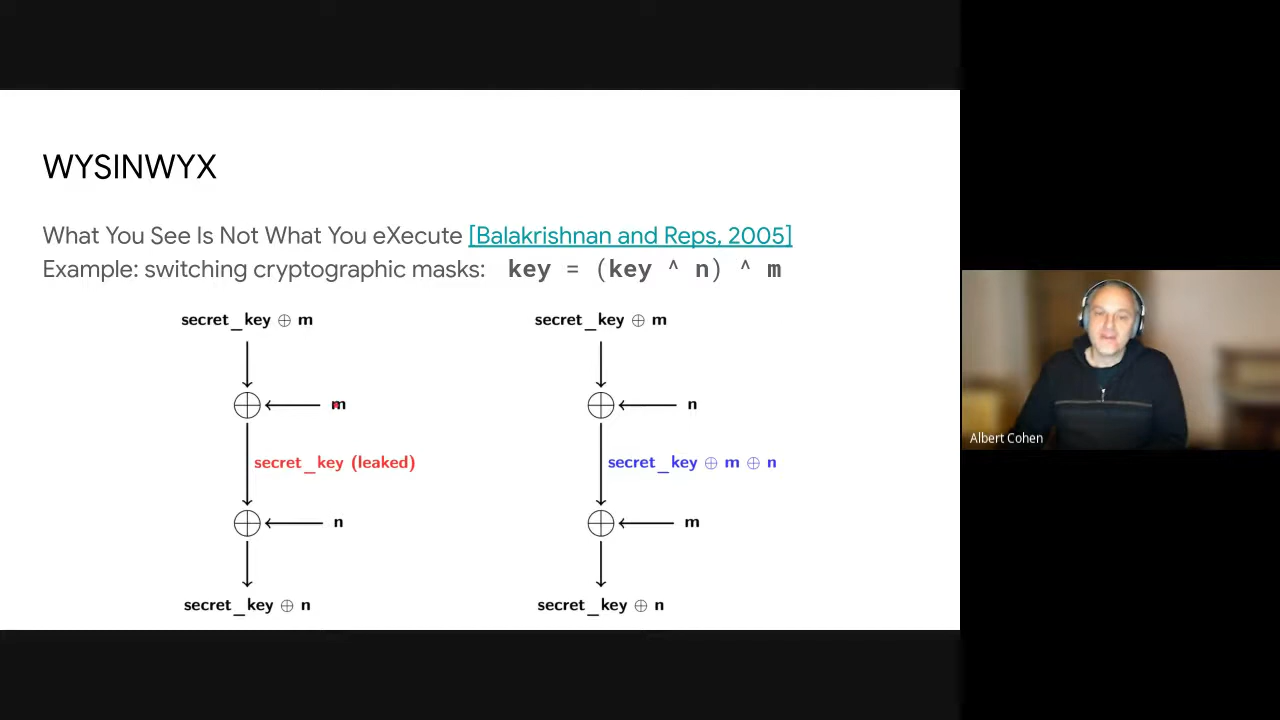 WYSINWYX
What You See Is Not What You eXecute [Balakrishnan and Reps, 2005]
Example: switching cryptographic masks: key = (key ^ n) ^ m
secret_key ⊕ m
m
secret_key (leaked)
n
secret_key ⊕ n
secret_key ⊕ m
n
secret_key ⊕ m ⊕ n
m
secret_key ⊕ n
Albert Cohen